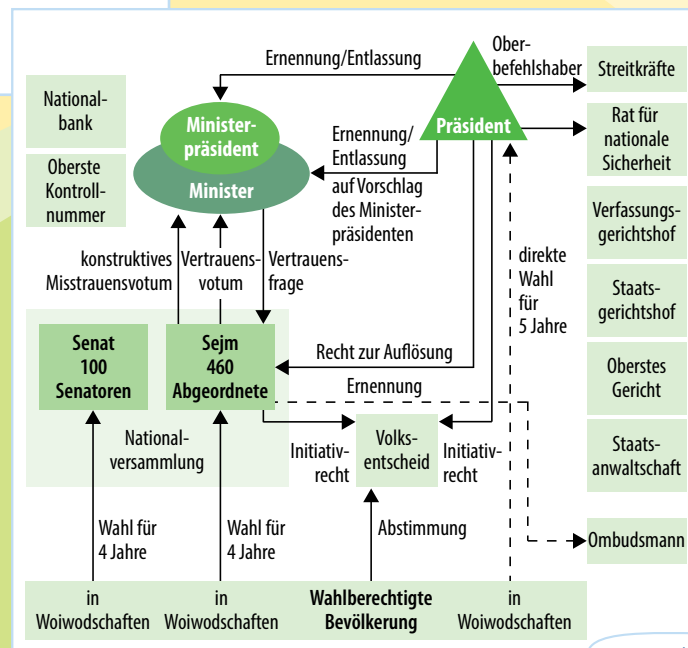 Ernennung/Entlassung
Ober-
befehlshaber
Streitkräfte
National-
bank
Minister-
präsident
Ernennung/
Entlassung
Präsident
Rat für
nationale
Sicherheit
Oberste
Kontroll-
nummer
Minister
auf Vorschlag
des Minister-
präsidenten
Verfassungs-
gerichtshof
konstruktives
Misstrauensvotum
Vertrauens-
votum
Vertrauens-
frage
direkte
Wahl
für
5 Jahre
Staats-
gerichtshof
Senat
100
Senatoren
Sejm
460
Abgeordnete
Recht zur Auflösung
Ernennung
Oberstes
Gericht
National-
versammlung
Initiativ-
recht
Volks-
entscheid
Initiativ-
recht
Staats-
anwaltschaft
Wahl für
4 Jahre
Wahl für
4 Jahre
Abstimmung
Ombudsmann
in
Woiwodschaften
in
Woiwodschaften
Wahlberechtigte
Bevölkerung
in
Woiwodschaften